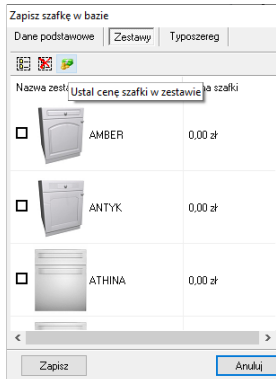 Zapisz szafkę w bazie
Dane podstawowe Zestawy Typoszereg
Nazwa zest
Ustal cenę szafki w zestawie
a szafki
AMBER 0,00 zł
ANTYK 0,00 zł
ATHINA 0,00 zł
Zapisz Anuluj